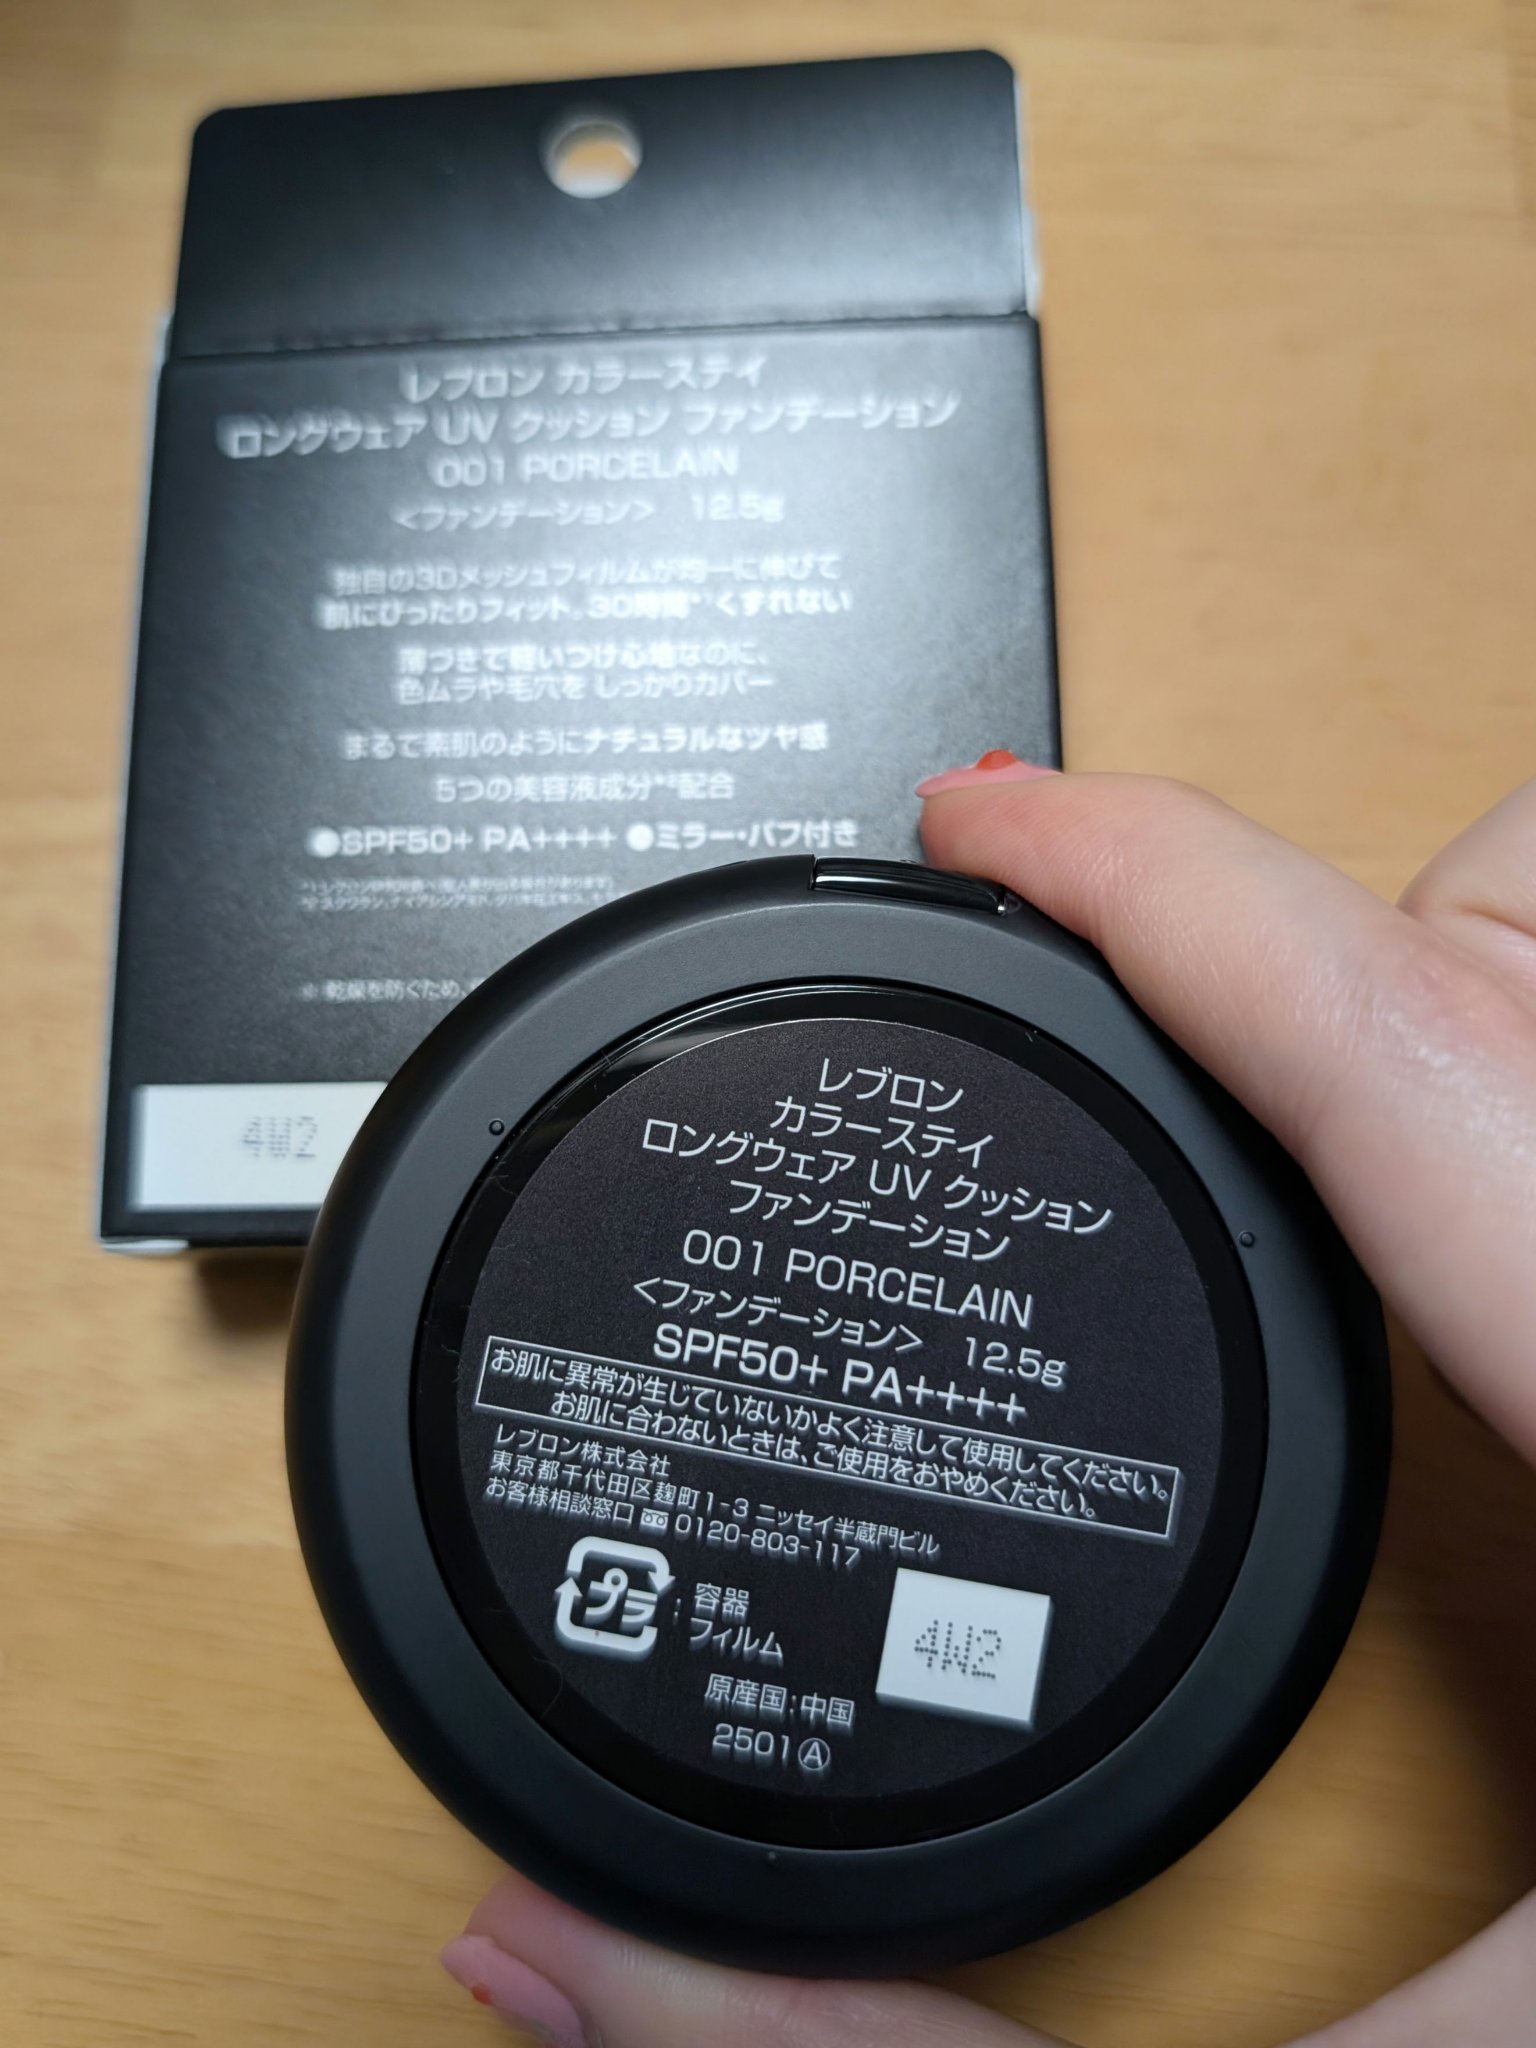 レブロン カラーステイ
ロングウェア UV クッション ファンデーション
001 PORCELAIN
<ファンデーション> 12.5g
独自の3Dメッシュフィルムが均一に伸びて
肌にぴったりフィット。30時間*¹くずれない
薄づきで軽いつけ心地なのに、
色ムラや毛穴を しっかりカバー
まるで素肌のようにナチュラルなツヤ感
5つの美容液成分*²配合
●SPF50+ PA++++ ●ミラー・パフ付き
※ 乾燥を防ぐため、
4N2
レブロン
カラーステイ
ロングウェア UV クッション
ファンデーション
001 PORCELAIN
<ファンデーション> 12.5g
SPF50+ PA++++
お肌に異常が生じていないかよく注意して使用してください。
お肌に合わないときは、ご使用をおやめください。
レブロン株式会社
東京都千代田区麹町1-3 ニッセイ半蔵門ビル
お客様相談窓口 0120-803-117
プラ : 容器
フィルム
4N2
原産国:中国
2501Ⓐ